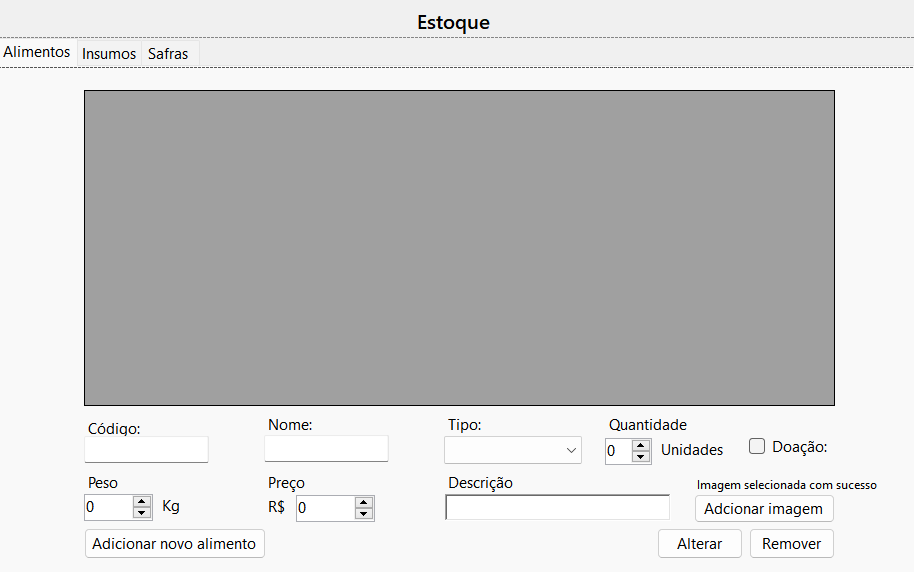 Estoque
Alimentos Insumos Safras
Código: Nome: Tipo: Quantidade
0 Unidades Doação:
Peso Preço Descrição Imagem selecionada com sucesso
0 Kg R$ 0 Adcionar imagem
Adicionar novo alimento Alterar Remover